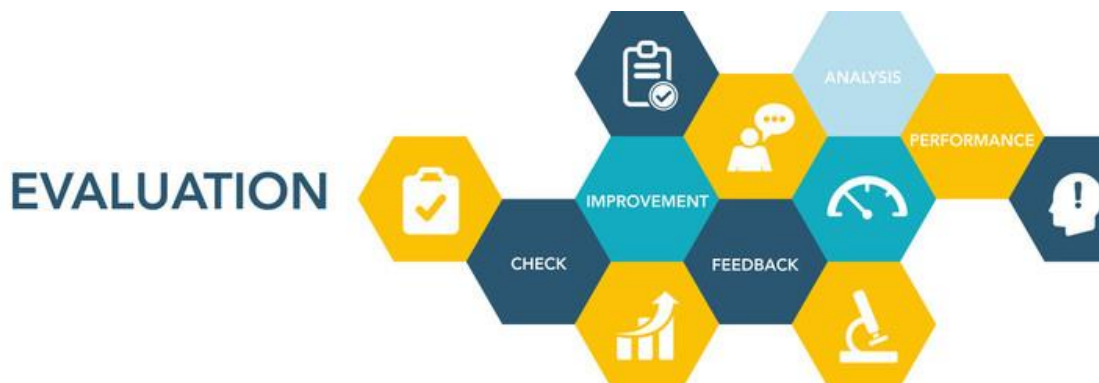 EVALUATION
ANALYSIS
PERFORMANCE
IMPROVEMENT
CHECK
FEEDBACK